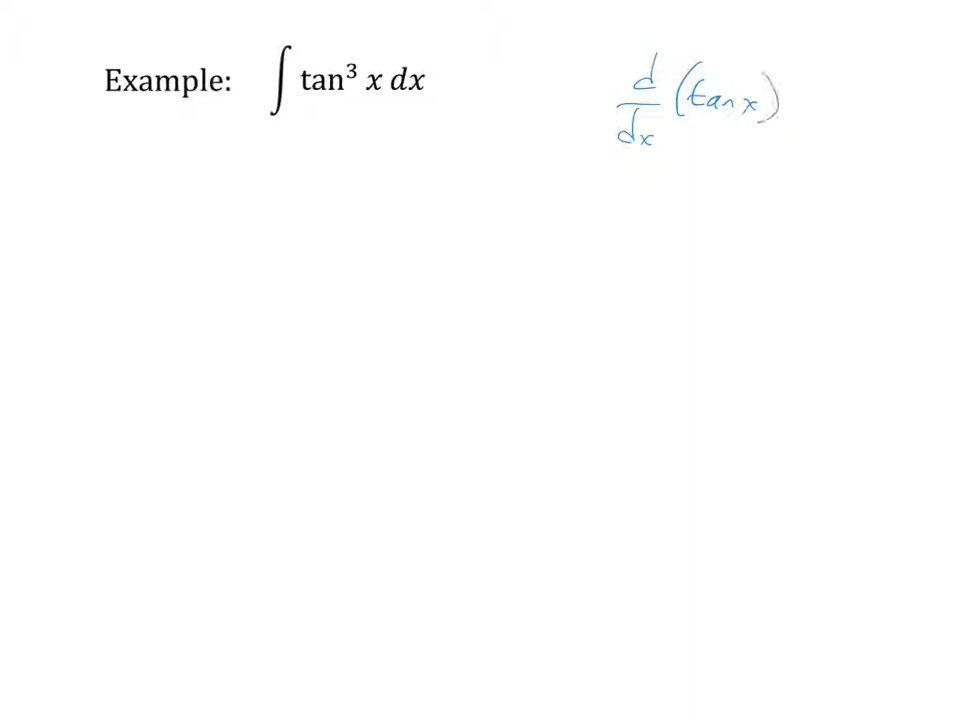 Example: ∫ tan³ x dx
d/dx (tan x)